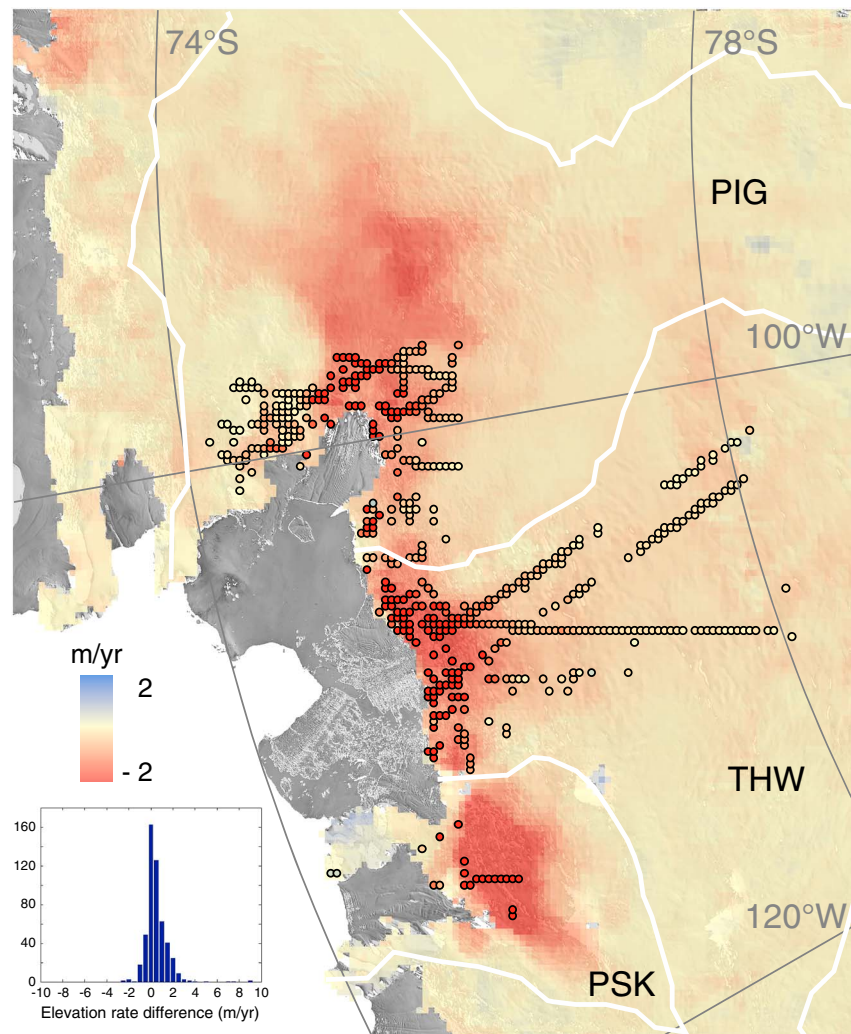 74°S
78°S
PIG
100°W
m/yr
2
- 2
THW
160
120
80
40
0
-10 -8 -6 -4 -2 0 2 4 6 8 10
Elevation rate difference (m/yr)
120°W
PSK